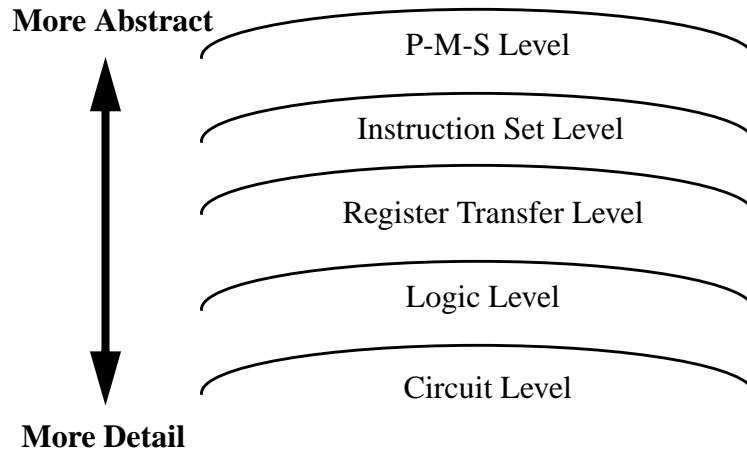 More Abstract
P-M-S Level
Instruction Set Level
Register Transfer Level
Logic Level
Circuit Level
More Detail